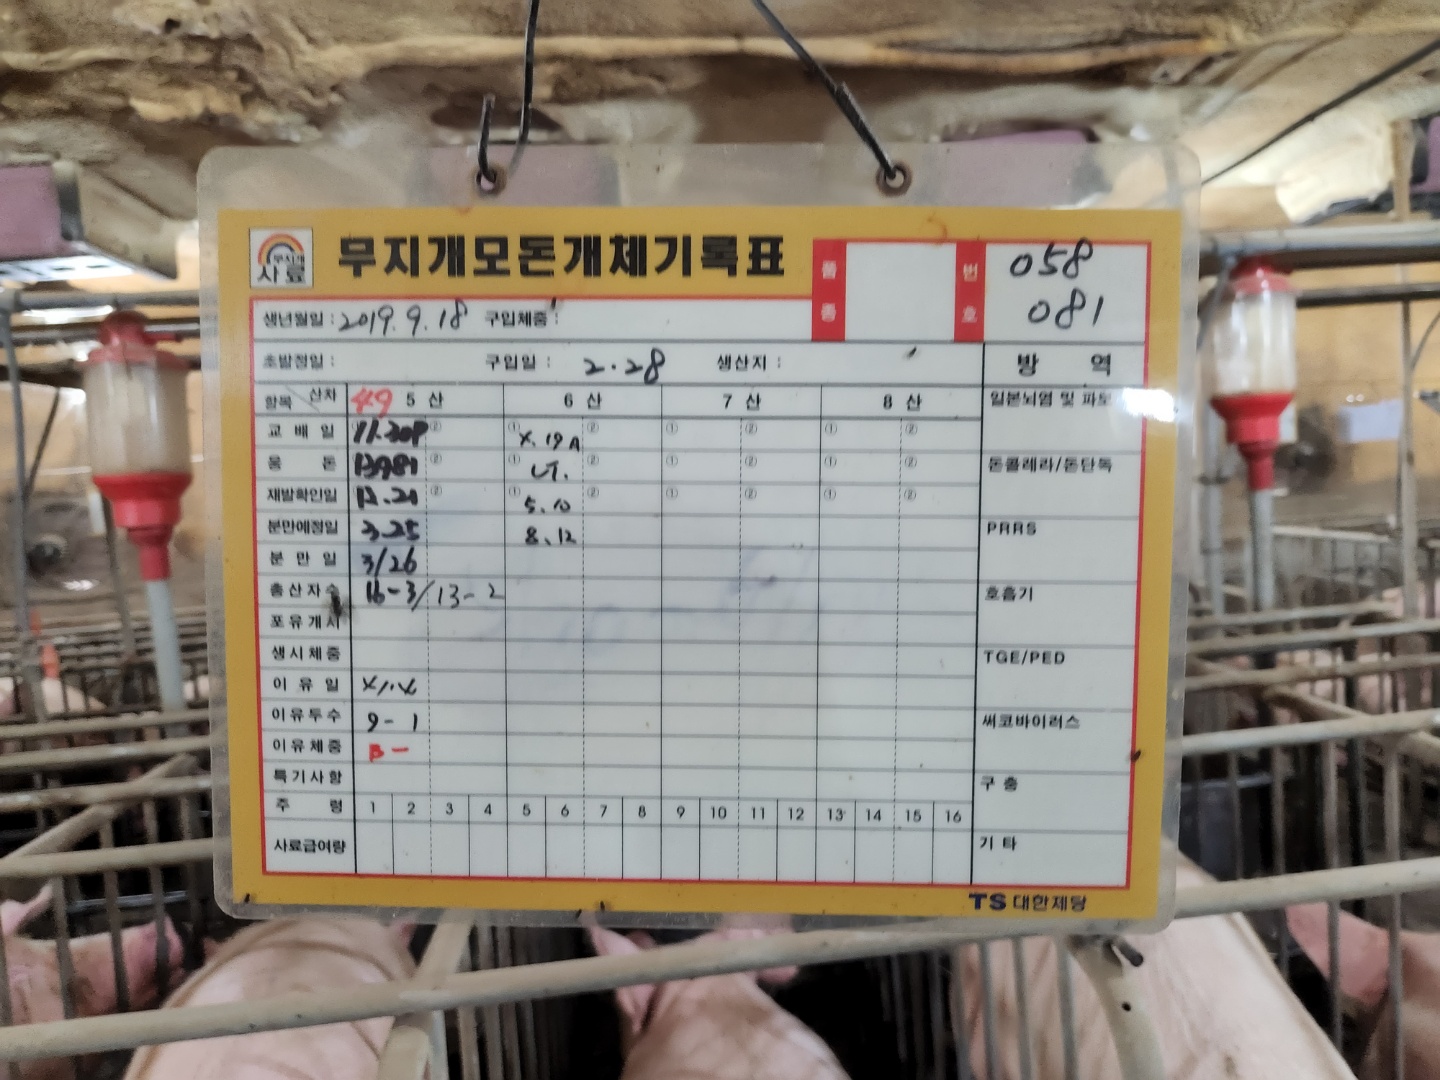 무지개
사료
무지개모돈개체기록표
품종
번호
058
081
생년월일 : 2019. 9. 18 구입체중 :
초발정일 : 구입일 : 2.28 생산지 :
방 역
항목 산차 49 5 산 6 산 7 산 8 산
일본뇌염 및 파보
교 배 일 11.30P ② ① 4. 19 A ② ① ② ① ②
웅 돈 ② ① ② ① ② ① ②
돈콜레라/돈단독
재발확인일 12.21 ② ① 5. 10 ② ① ② ① ②
분만예정일 3.25 8. 12
PRRS
분 만 일 3/26
총산자수 16-3/13-2
호흡기
포유개시
생시체중
TGE/PED
이 유 일
이유두수 9-1
써코바이러스
이유체중 B-
특기사항
구 충
주 령 1 2 3 4 5 6 7 8 9 10 11 12 13 14 15 16
사료급여량
기 타
TS 대한제당